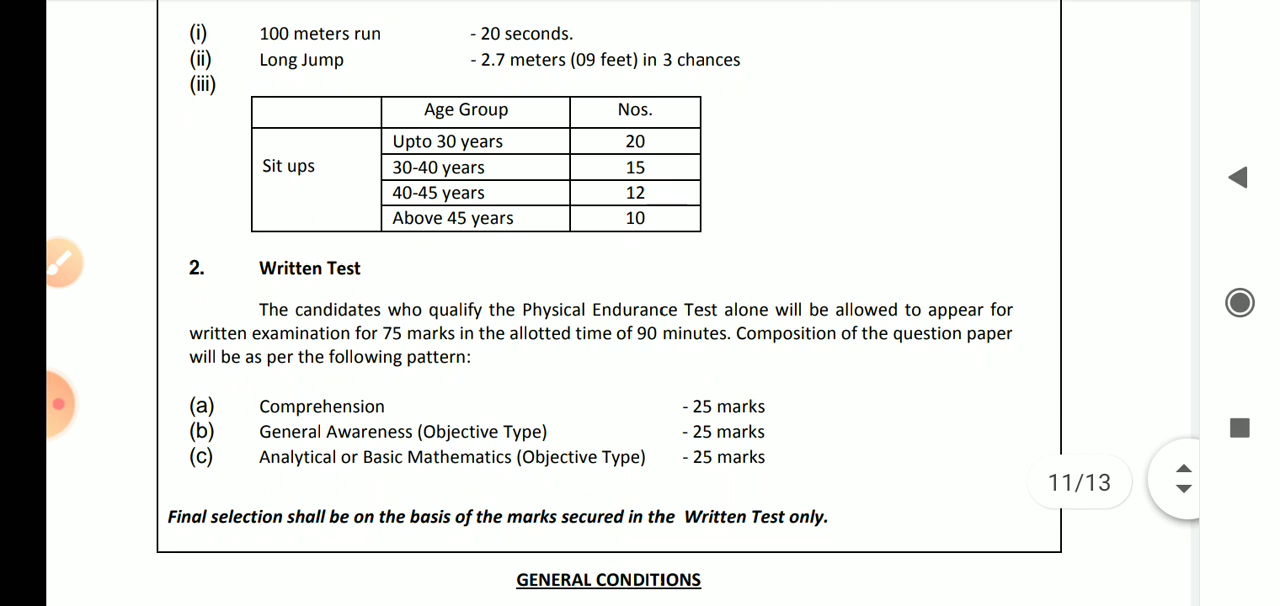 (i) 100 meters run - 20 seconds.
(ii) Long Jump - 2.7 meters (09 feet) in 3 chances
(iii)
Age Group Nos.
Upto 30 years 20
Sit ups 30-40 years 15
40-45 years 12
Above 45 years 10
2. Written Test
The candidates who qualify the Physical Endurance Test alone will be allowed to appear for
written examination for 75 marks in the allotted time of 90 minutes. Composition of the question paper
will be as per the following pattern:
(a) Comprehension - 25 marks
(b) General Awareness (Objective Type) - 25 marks
(c) Analytical or Basic Mathematics (Objective Type) - 25 marks
11/13
Final selection shall be on the basis of the marks secured in the Written Test only.
GENERAL CONDITIONS